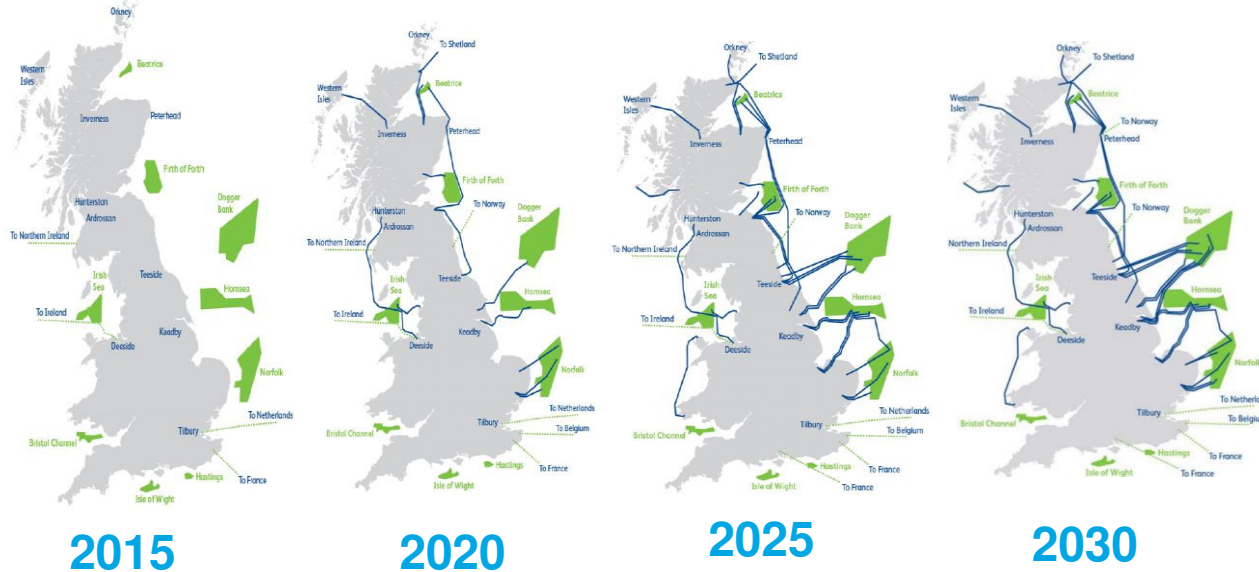 Orkney
Western
Isles
Beatrice
Inverness
Peterhead
Firth of Forth
Hunterston
Ardrossan
Dogger
Bank
To Northern Ireland
Irish
Sea
Teeside
Hornsea
To Ireland
Keadby
Deeside
Norfolk
To Netherlands
Tilbury
Bristol Channel
Hastings
To France
Isle of Wight
2015
Orkney
To Shetland
Western
Isles
Beatrice
Inverness
Peterhead
Firth of Forth
To Norway
Hunterston
Ardrossan
Dogger
Bank
To Northern Ireland
Irish
Sea
Teeside
Hornsea
To Ireland
Keadby
Deeside
Norfolk
To Netherlands
Tilbury
To Belgium
Bristol Channel
Hastings
To France
Isle of Wight
2020
Orkney
To Shetland
Western
Isles
Beatrice
Inverness
Peterhead
Firth of Forth
To Norway
Hunterston
Ardrossan
Dogger
Bank
To Northern Ireland
Irish
Sea
Teeside
Hornsea
To Ireland
Keadby
Deeside
Norfolk
To Netherlands
Tilbury
To Belgium
Bristol Channel
Hastings
To France
Isle of Wight
To France
2025
Orkney
To Shetland
Western
Isles
Beatrice
To Norway
Inverness
Peterhead
Firth of Forth
To Norway
Hunterston
Ardrossan
Dogger
Bank
Northern Ireland
Irish
Sea
Teeside
Hornsea
To Ireland
Keadby
Deeside
Norfolk
To Netherla
Tilbury
To Belgiu
Bristol Channel
Hastings
To France
Isle of Wight
To France
2030